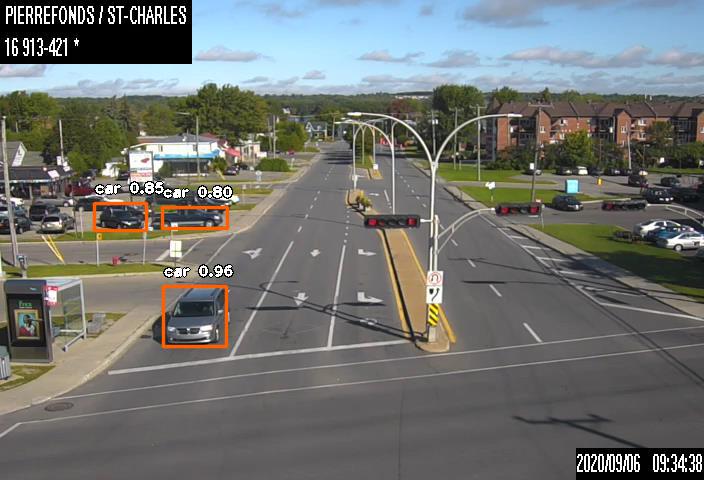 PIERREFONDS / ST-CHARLES
16 913-421 *
car 0.85
car 0.80
car 0.96
2020/09/06 09:34:38